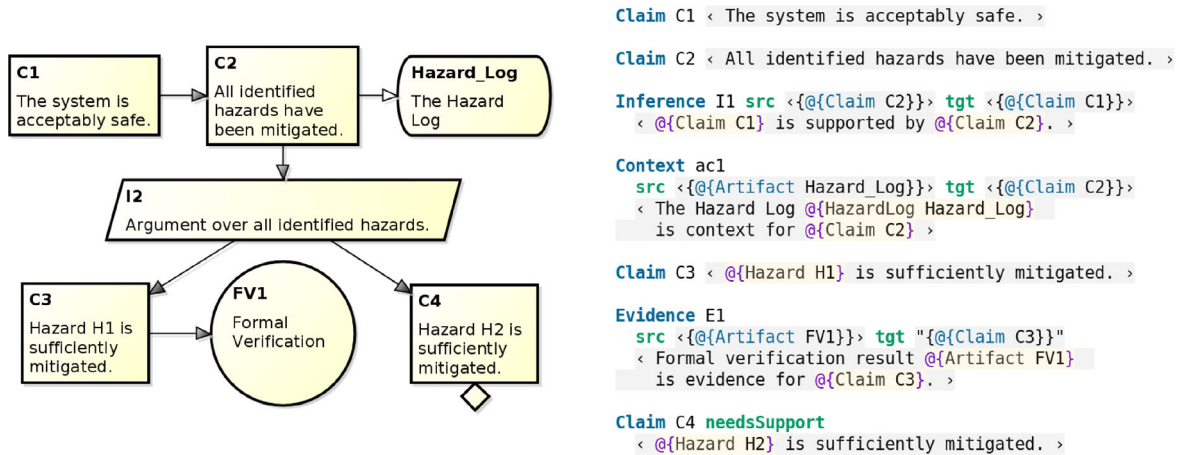 C1
The system is
acceptably safe.
C2
All identified
hazards have
been mitigated.
Hazard_Log
The Hazard
Log
I2
Argument over all identified hazards.
C3
Hazard H1 is
sufficiently
mitigated.
FV1
Formal
Verification
C4
Hazard H2 is
sufficiently
mitigated.
Claim C1 ‹ The system is acceptably safe. ›
Claim C2 ‹ All identified hazards have been mitigated. ›
Inference I1 src ‹{@{Claim C2}}› tgt ‹{@{Claim C1}}›
‹ @{Claim C1} is supported by @{Claim C2}. ›
Context ac1
src ‹{@{Artifact Hazard_Log}}› tgt ‹{@{Claim C2}}›
‹ The Hazard Log @{HazardLog Hazard_Log}
is context for @{Claim C2} ›
Claim C3 ‹ @{Hazard H1} is sufficiently mitigated. ›
Evidence E1
src ‹{@{Artifact FV1}}› tgt "{@{Claim C3}}"
‹ Formal verification result @{Artifact FV1}
is evidence for @{Claim C3}. ›
Claim C4 needsSupport
‹ @{Hazard H2} is sufficiently mitigated. ›